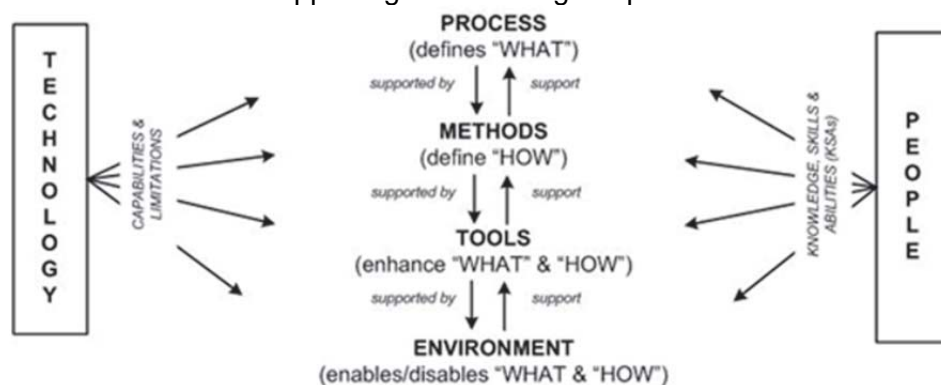 PROCESS
(defines “WHAT”)
supported by
support
METHODS
(define “HOW”)
supported by
support
TOOLS
(enhance “WHAT” & “HOW”)
supported by
support
ENVIRONMENT
(enables/disables “WHAT & “HOW”)
TECHNOLOGY
CAPABILITIES &
LIMITATIONS
KNOWLEDGE, SKILLS &
ABILITIES (KSAs)
PEOPLE